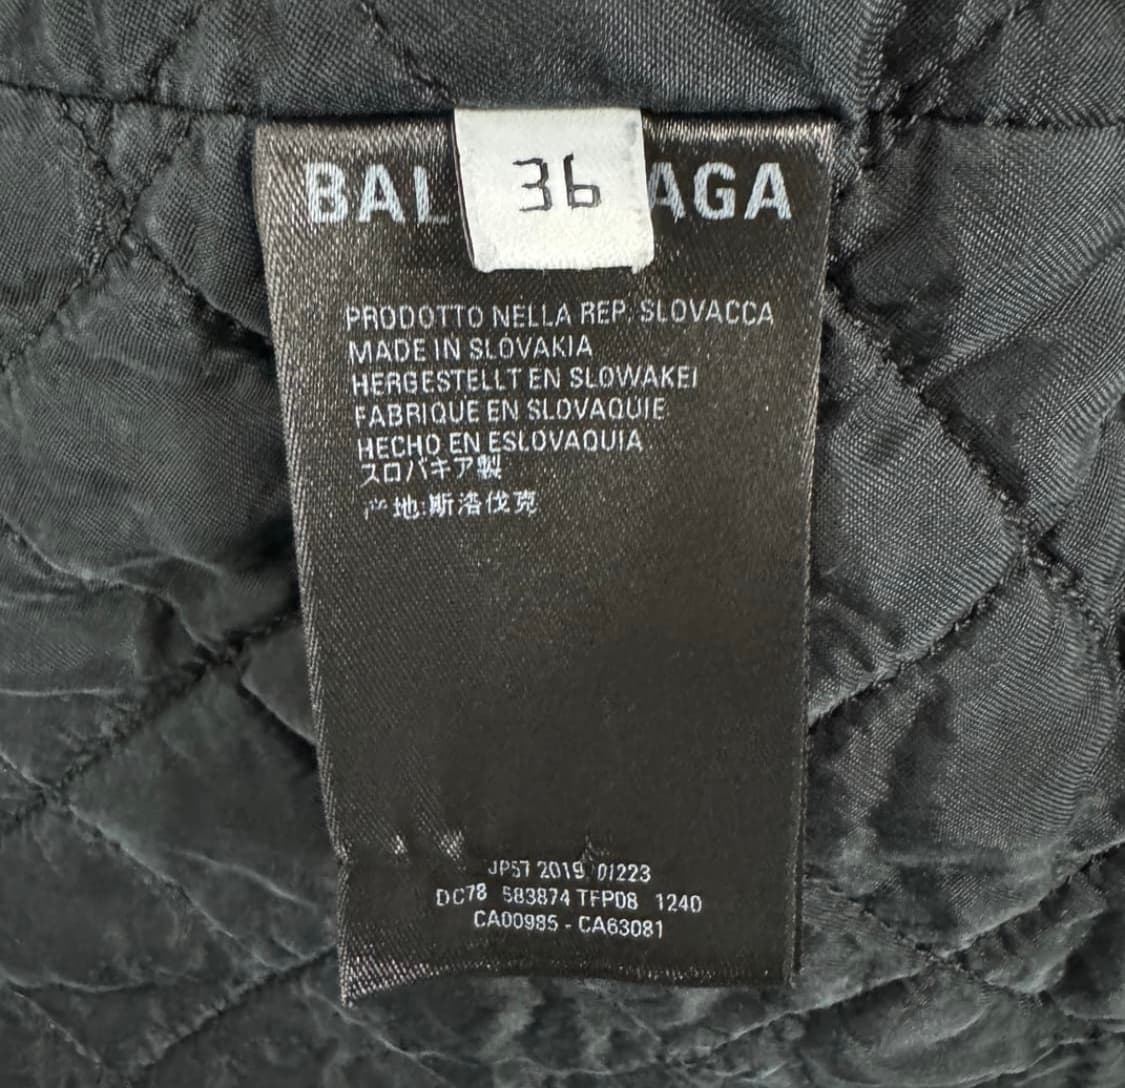 BAL 36 AGA
PRODOTTO NELLA REP. SLOVACCA
MADE IN SLOVAKIA
HERGESTELLT EN SLOWAKEI
FABRIQUE EN SLOVAQUIE
HECHO EN ESLOVAQUIA
スロバキア製
产地:斯洛伐克
JP57 2019 01223
DC78 583874 TFP08 1240
CA00985 - CA63081